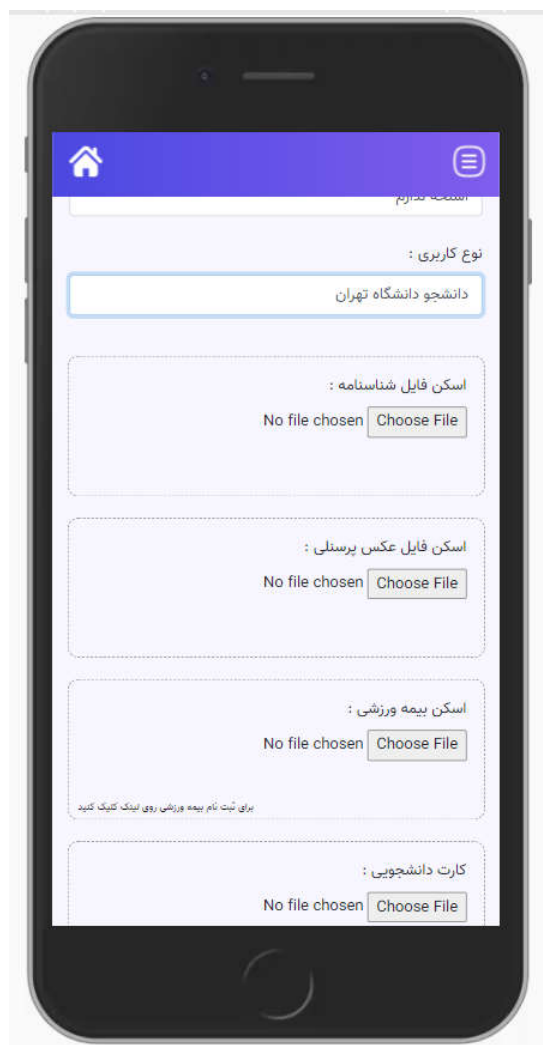 اسلحه ندارم
نوع کاربری :
دانشجو دانشگاه تهران
اسکن فایل شناسنامه :
Choose File No file chosen
اسکن فایل عکس پرسنلی :
Choose File No file chosen
اسکن بیمه ورزشی :
Choose File No file chosen
برای ثبت نام بیمه ورزشی روی لینک کلیک کنید
کارت دانشجویی :
Choose File No file chosen